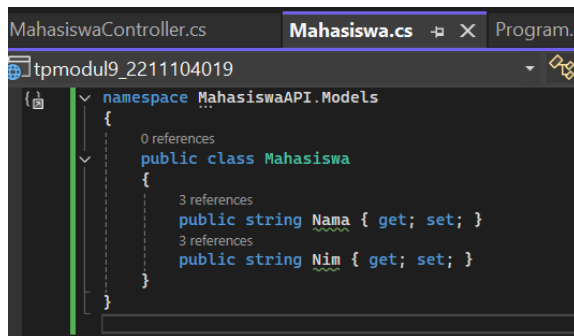 MahasiswaController.cs Mahasiswa.cs Program.
tpmodul9_2211104019
namespace MahasiswaAPI.Models
{
0 references
public class Mahasiswa
{
3 references
public string Nama { get; set; }
3 references
public string Nim { get; set; }
}
}